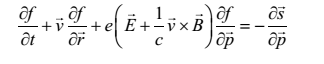 ∂f/∂t + v⃗ ∂f/∂r⃗ + e(E⃗ + 1/c v⃗ × B⃗) ∂f/∂p⃗ = − ∂s⃗/∂p⃗